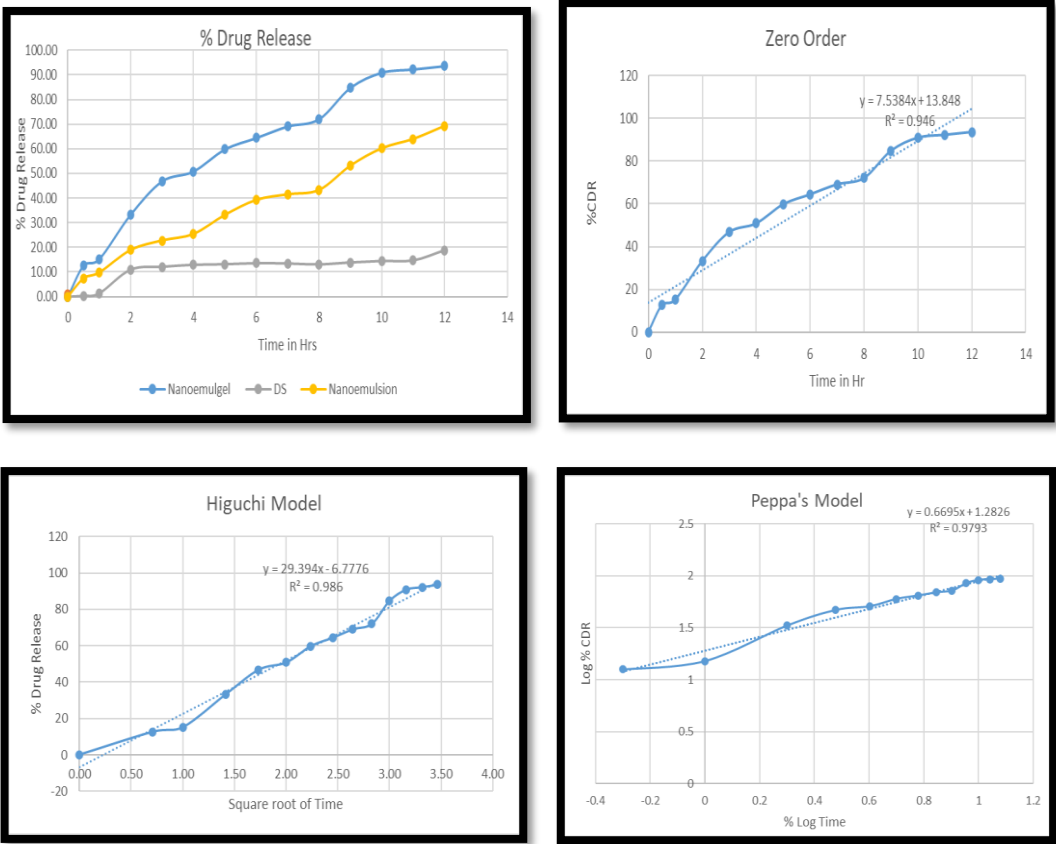 % Drug Release
100.00
90.00
80.00
70.00
60.00
50.00
40.00
30.00
20.00
10.00
0.00
% Drug Release
0 2 4 6 8 10 12 14
Time in Hrs
Nanoemulgel DS Nanoemulsion
Zero Order
y = 7.5384x + 13.848
R² = 0.946
120
100
80
60
40
20
0
%CDR
0 2 4 6 8 10 12 14
Time in Hr
Higuchi Model
y = 29.394x - 6.7776
R² = 0.986
120
100
80
60
40
20
0
-20
% Drug Release
0.00 0.50 1.00 1.50 2.00 2.50 3.00 3.50 4.00
Square root of Time
Peppa's Model
y = 0.6695x + 1.2826
R² = 0.9793
2.5
2
1.5
1
0.5
0
Log % CDR
-0.4 -0.2 0 0.2 0.4 0.6 0.8 1 1.2
% Log Time